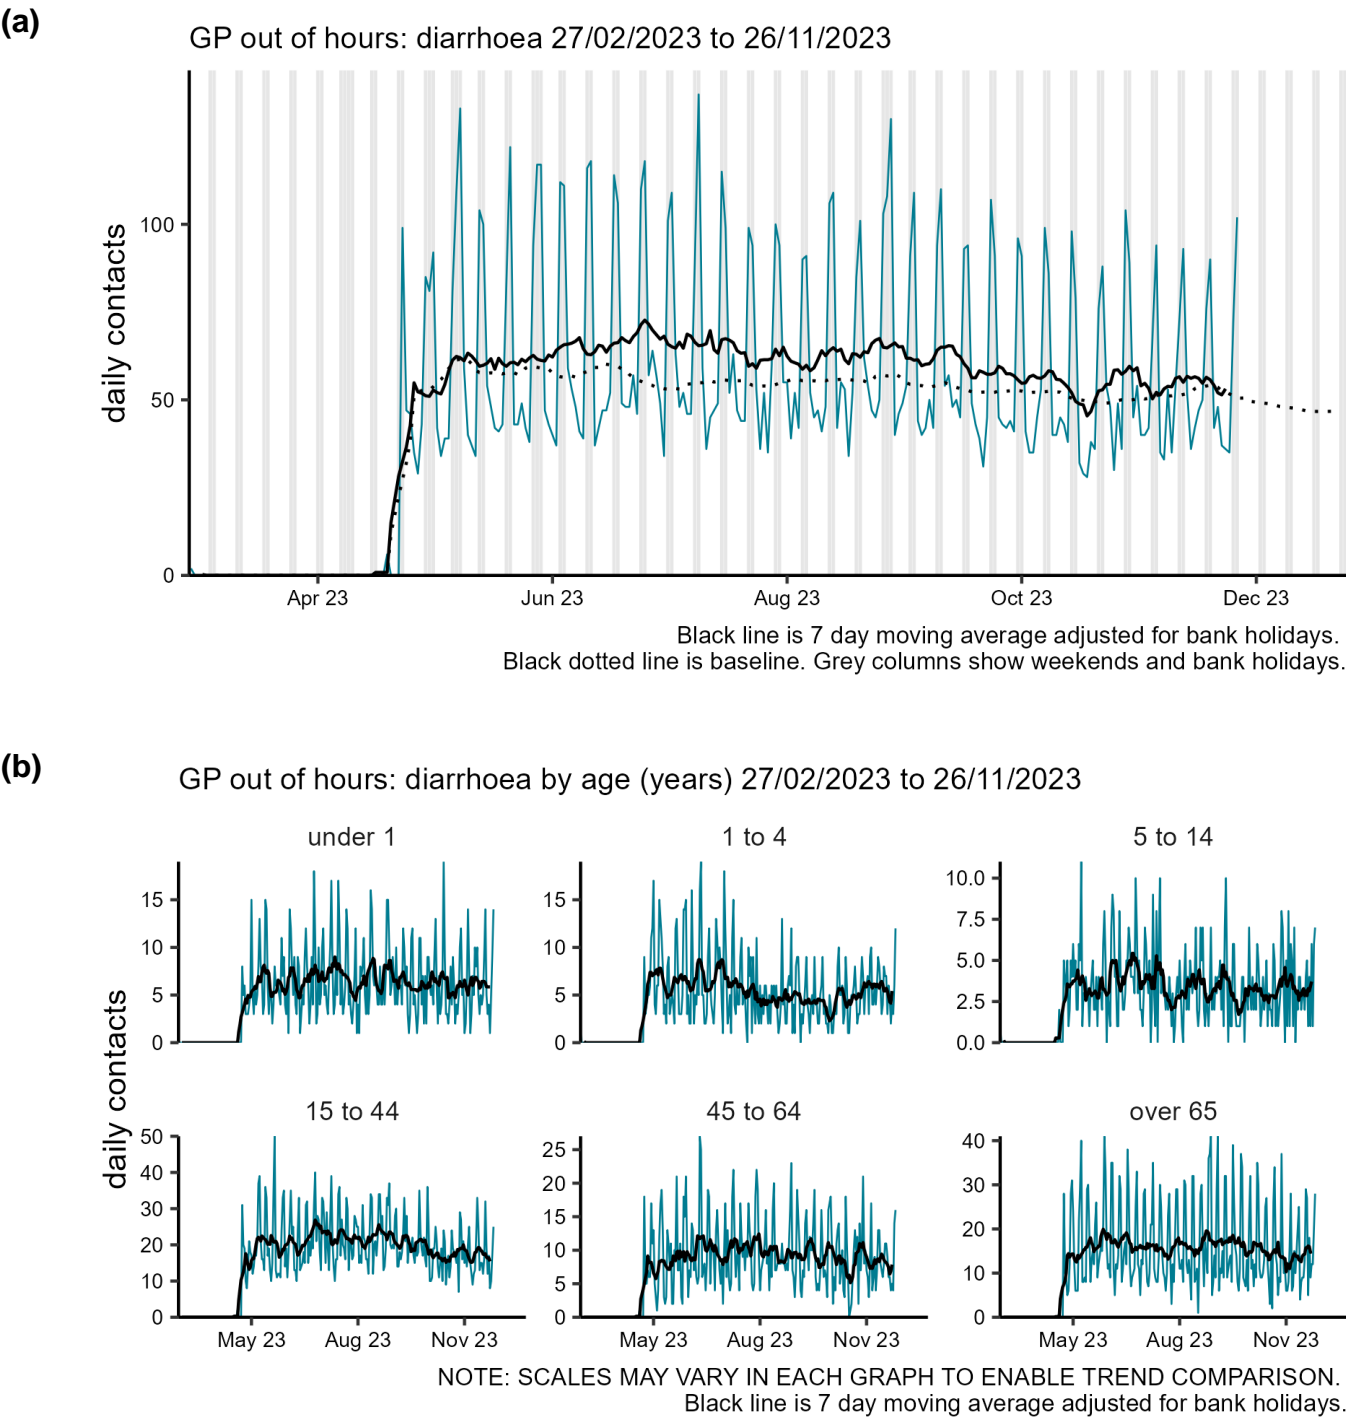 (a)
GP out of hours: diarrhoea 27/02/2023 to 26/11/2023
daily contacts
100
50
0
Apr 23 Jun 23 Aug 23 Oct 23 Dec 23
Black line is 7 day moving average adjusted for bank holidays.
Black dotted line is baseline. Grey columns show weekends and bank holidays.
(b)
GP out of hours: diarrhoea by age (years) 27/02/2023 to 26/11/2023
daily contacts
under 1
15
10
5
0
1 to 4
15
10
5
0
5 to 14
10.0
7.5
5.0
2.5
0.0
15 to 44
50
40
30
20
10
0
May 23 Aug 23 Nov 23
45 to 64
25
20
15
10
5
0
May 23 Aug 23 Nov 23
over 65
40
30
20
10
0
May 23 Aug 23 Nov 23
NOTE: SCALES MAY VARY IN EACH GRAPH TO ENABLE TREND COMPARISON.
Black line is 7 day moving average adjusted for bank holidays.